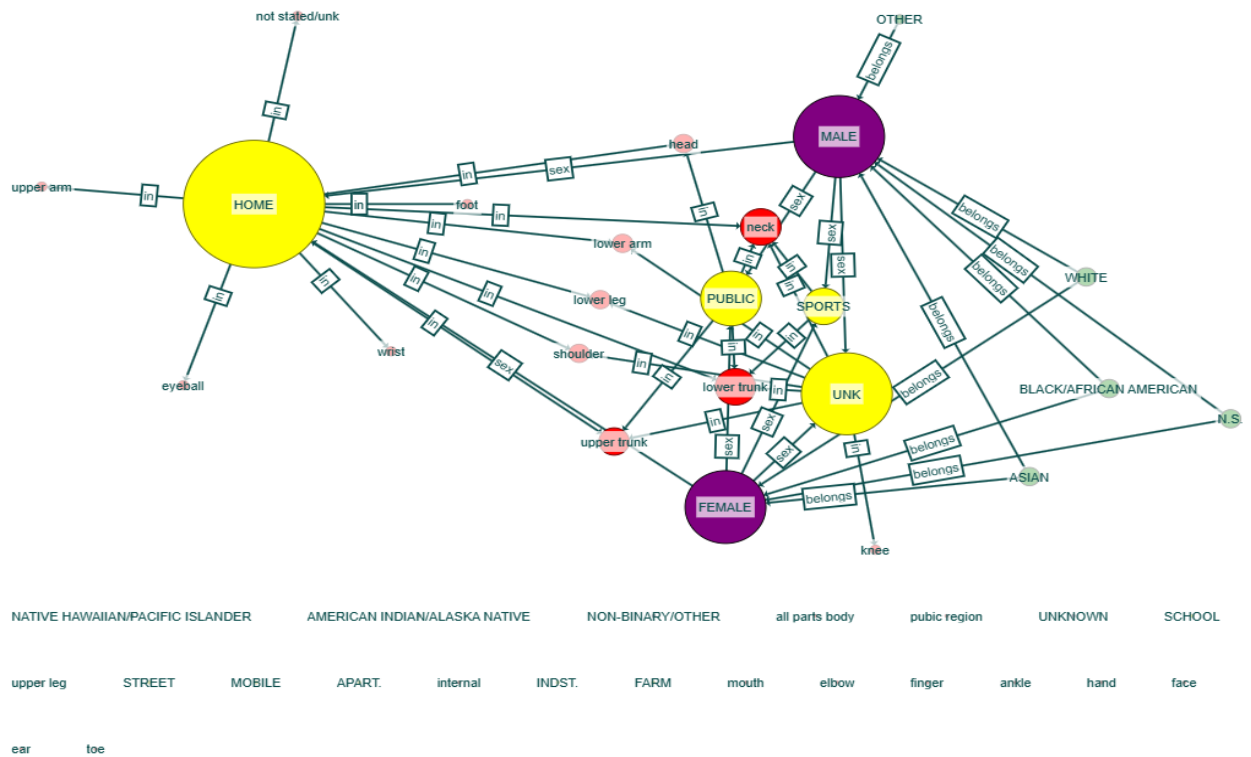 not stated/unk
OTHER
belongs
MALE
in
head
in
sex
upper arm
in
HOME
in
foot
in
sex
belongs
in
neck
sex
in
lower arm
belongs
in
in
in
sex
belongs
WHITE
in
in
in
in
lower leg
PUBLIC
SPORTS
in
in
in
in
in
in
belongs
eyeball
wrist
shoulder
sex
in
in
lower trunk
in
UNK
belongs
BLACK/AFRICAN AMERICAN
in
sex
N.S.
upper trunk
sex
sex
in
belongs
belongs
ASIAN
FEMALE
belongs
knee
NATIVE HAWAIIAN/PACIFIC ISLANDER AMERICAN INDIAN/ALASKA NATIVE NON-BINARY/OTHER all parts body pubic region UNKNOWN SCHOOL
upper leg STREET MOBILE APART. internal INDST. FARM mouth elbow finger ankle hand face
ear toe